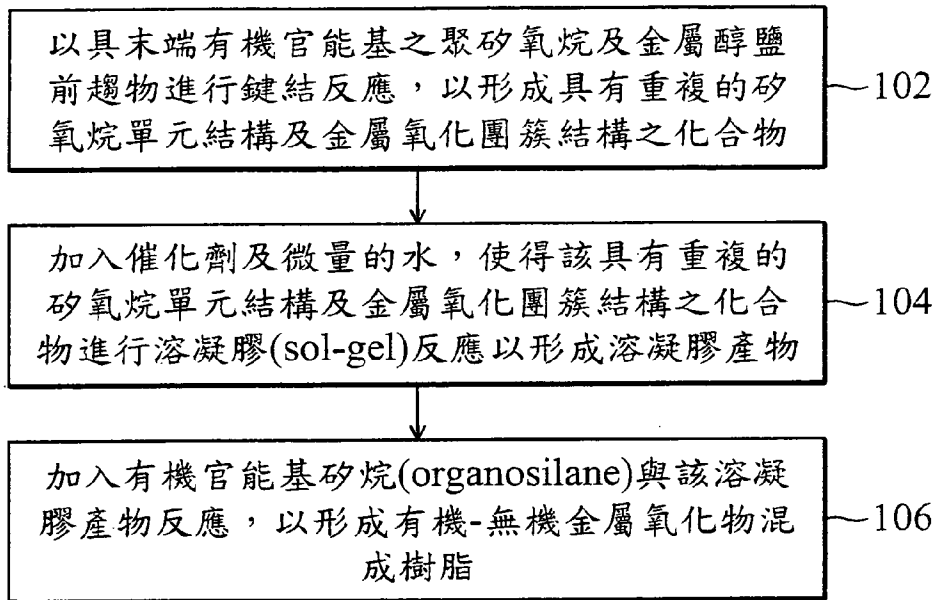 以具末端有機官能基之聚矽氧烷及金屬醇鹽
前趨物進行鍵結反應，以形成具有重複的矽
氧烷單元結構及金屬氧化團簇結構之化合物
102
加入催化劑及微量的水，使得該具有重複的
矽氧烷單元結構及金屬氧化團簇結構之化合
物進行溶凝膠(sol-gel)反應以形成溶凝膠產物
104
加入有機官能基矽烷(organosilane)與該溶凝
膠產物反應，以形成有機-無機金屬氧化物混
成樹脂
106